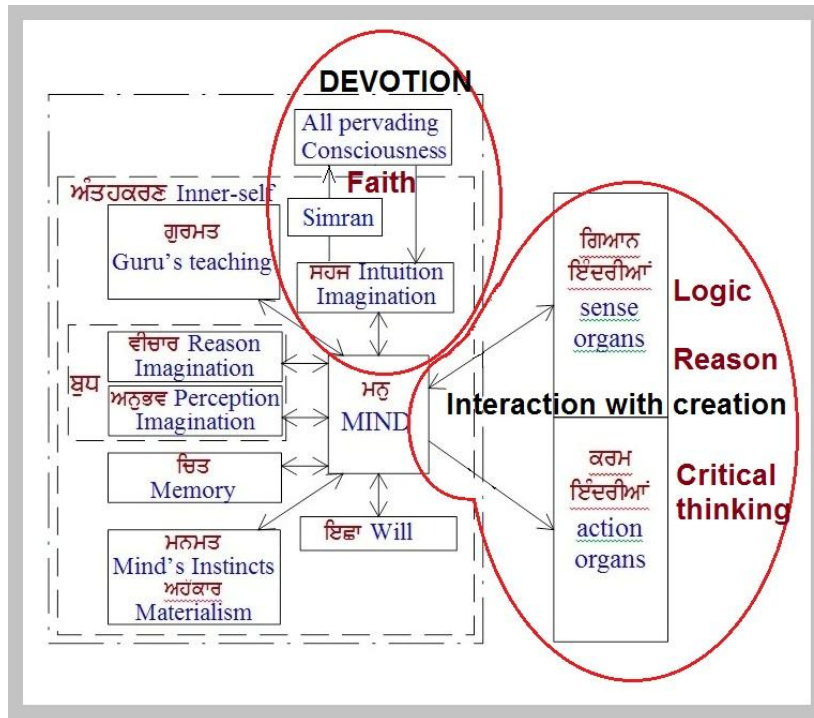 DEVOTION
All pervading
Consciousness
Faith
ਅੰਤਹਕਰਣ Inner-self
Simran
ਗੁਰਮਤ
Guru's teaching
ਸਹਜ Intuition
Imagination
ਬੁਧ
ਵੀਚਾਰ Reason
Imagination
ਅਨੁਭਵ Perception
Imagination
ਮਨੁ
MIND
ਚਿਤ
Memory
ਇਛਾ Will
ਮਨਮਤ
Mind's Instincts
ਅਹੰਕਾਰ
Materialism
ਗਿਆਨ
ਇੰਦਰੀਆਂ
sense
organs
Logic
Reason
Interaction with creation
ਕਰਮ
ਇੰਦਰੀਆਂ
action
organs
Critical
thinking